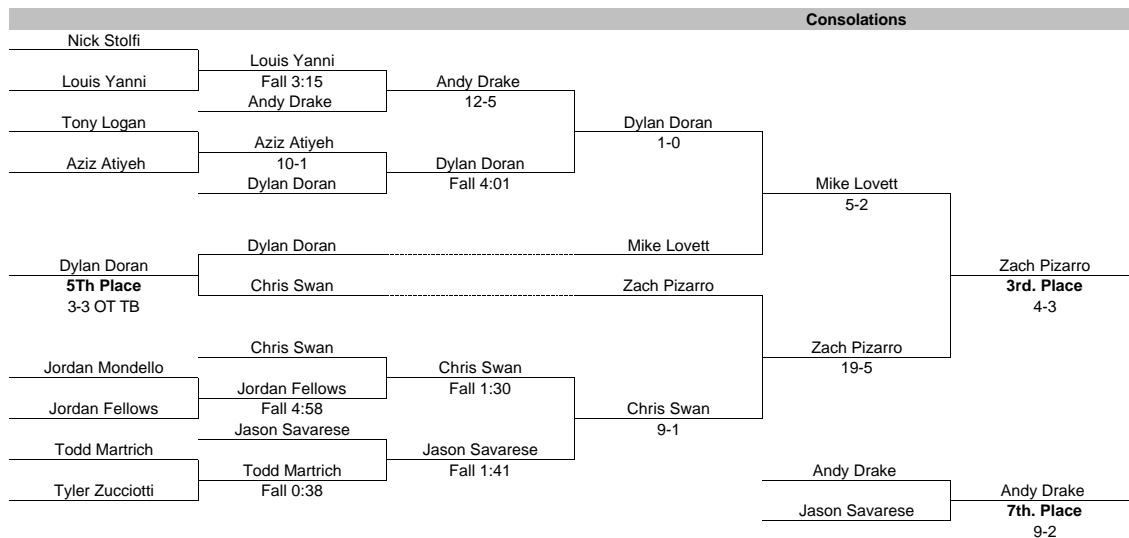 Consolations
Nick Stolfi
Louis Yanni
Louis Yanni
Fall 3:15
Andy Drake
Andy Drake
12-5
Tony Logan
Aziz Atiyeh
Aziz Atiyeh
10-1
Dylan Doran
Dylan Doran
Fall 4:01
Dylan Doran
1-0
Mike Lovett
5-2
Dylan Doran
Mike Lovett
Dylan Doran
5Th Place
3-3 OT TB
Chris Swan
Zach Pizarro
Zach Pizarro
3rd. Place
4-3
Chris Swan
Jordan Mondello
Jordan Fellows
Jordan Fellows
Fall 4:58
Chris Swan
Fall 1:30
Zach Pizarro
19-5
Chris Swan
9-1
Jason Savarese
Todd Martrich
Tyler Zucciotti
Todd Martrich
Fall 0:38
Jason Savarese
Fall 1:41
Andy Drake
Jason Savarese
Andy Drake
7th. Place
9-2